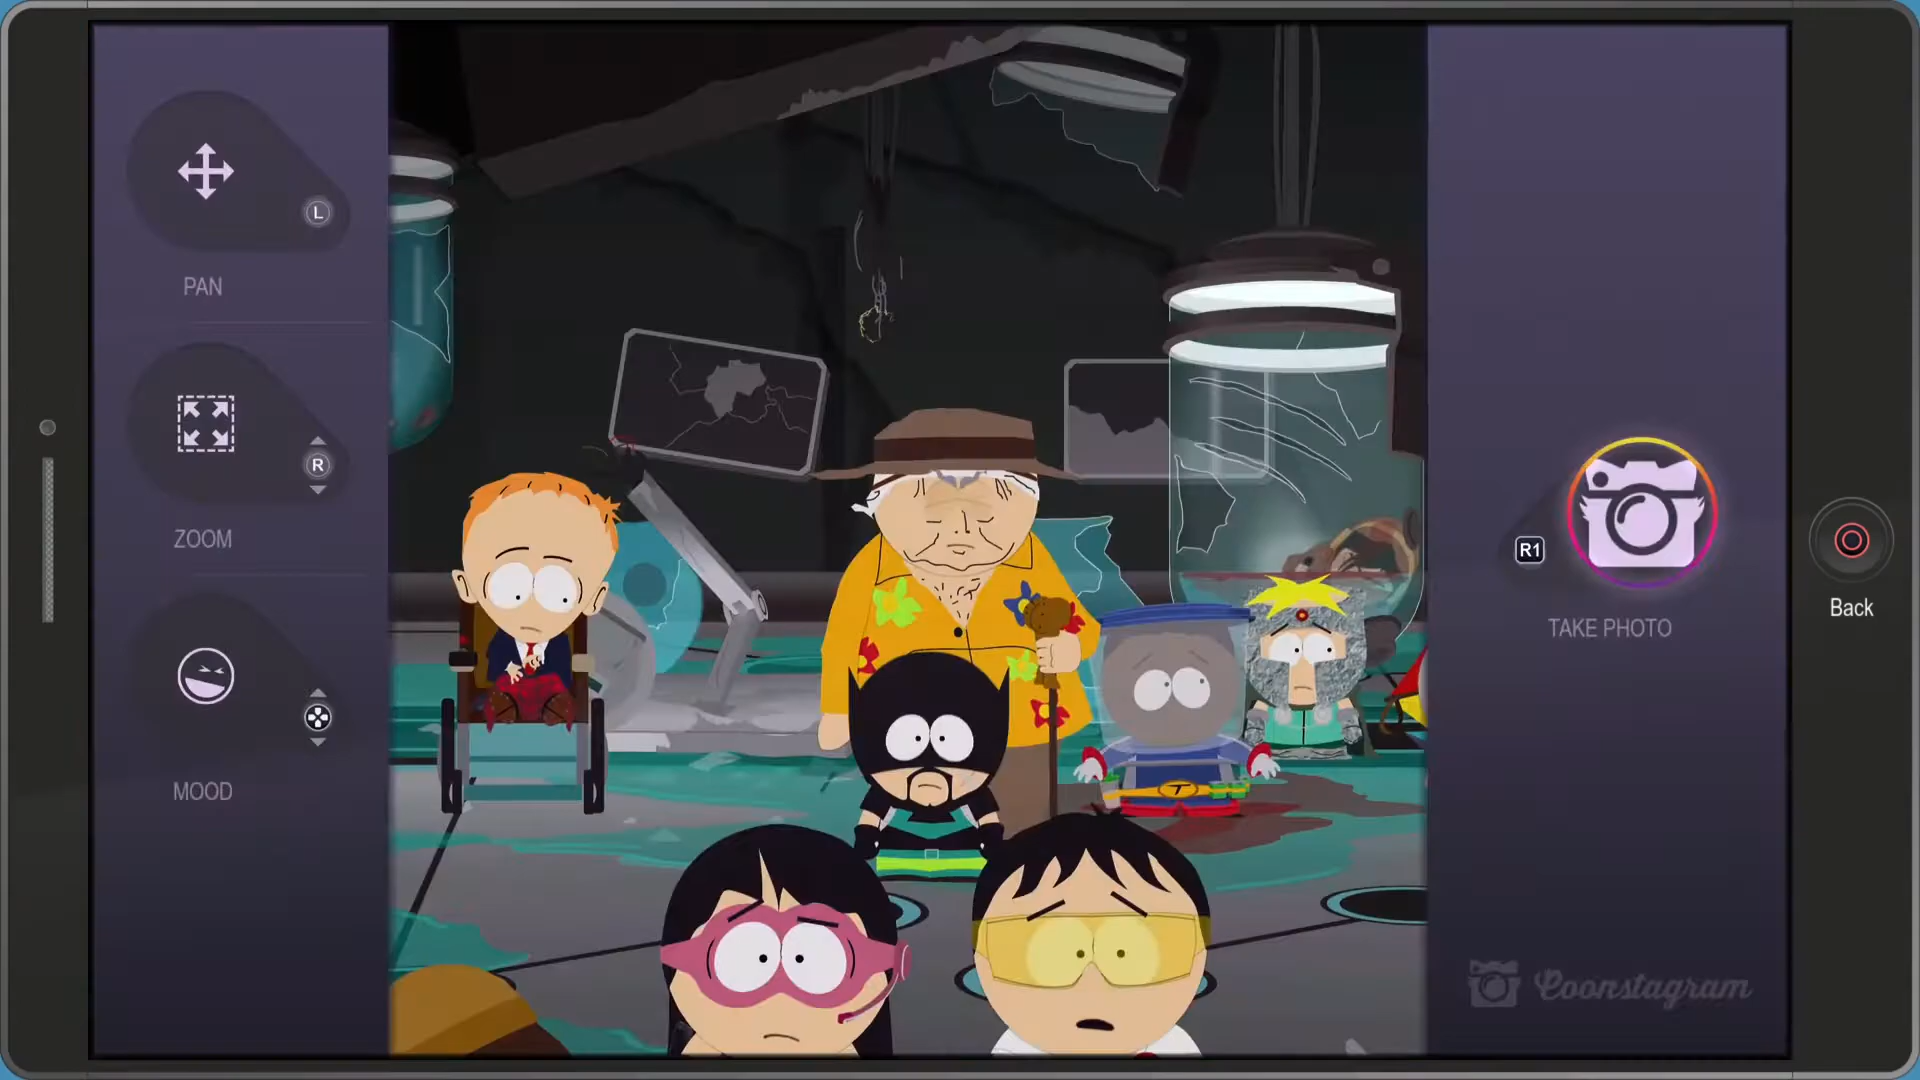 L
PAN
R
ZOOM
MOOD
R1
TAKE PHOTO
Back
Coonstagram
T